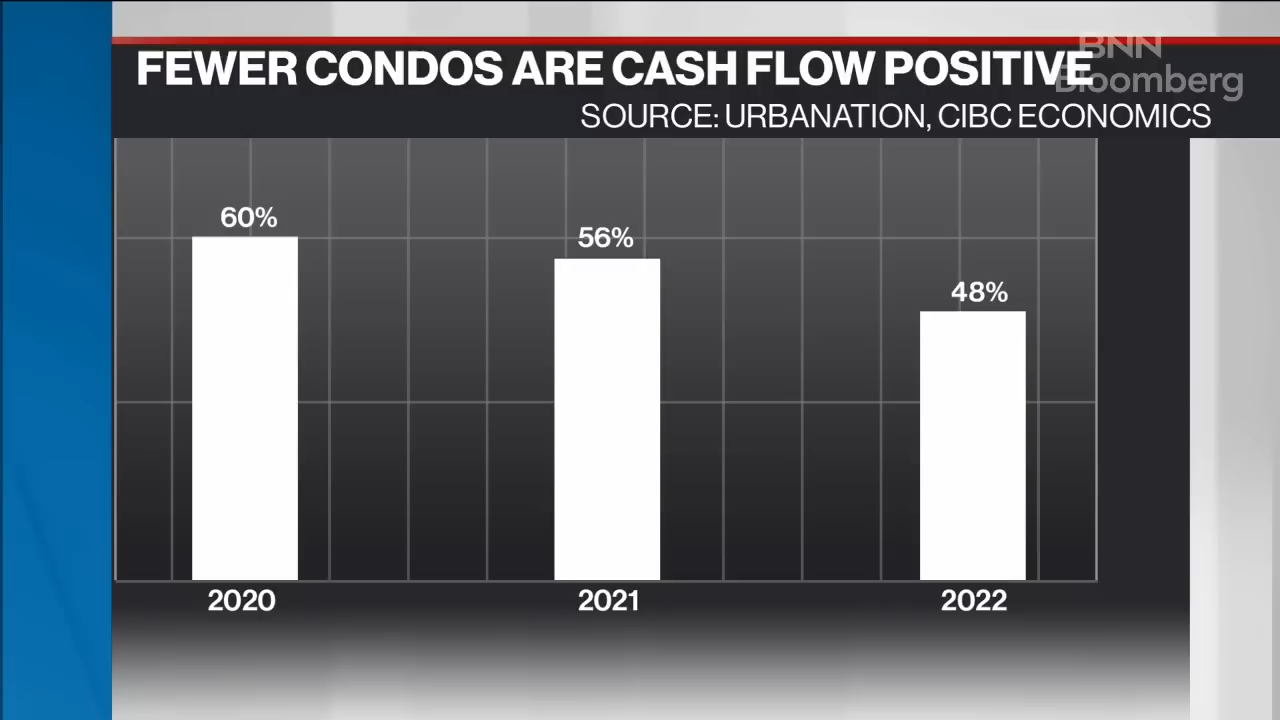 FEWER CONDOS ARE CASH FLOW POSITIVE
BNN
Bloomberg
SOURCE: URBANATION, CIBC ECONOMICS
60%
56%
48%
2020
2021
2022